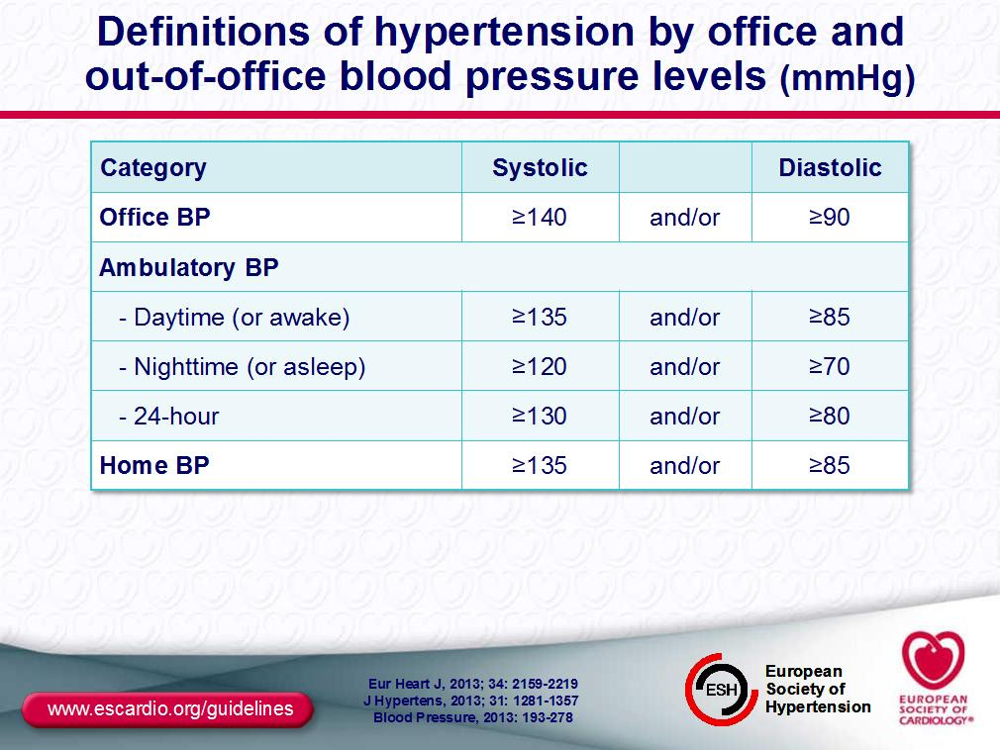 Definitions of hypertension by office and
out-of-office blood pressure levels (mmHg)
Category Systolic Diastolic
Office BP ≥140 and/or ≥90
Ambulatory BP
- Daytime (or awake) ≥135 and/or ≥85
- Nighttime (or asleep) ≥120 and/or ≥70
- 24-hour ≥130 and/or ≥80
Home BP ≥135 and/or ≥85
www.escardio.org/guidelines
Eur Heart J, 2013; 34: 2159-2219
J Hypertens, 2013; 31: 1281-1357
Blood Pressure, 2013: 193-278
ESH
European
Society of
Hypertension
EUROPEAN
SOCIETY OF
CARDIOLOGY®